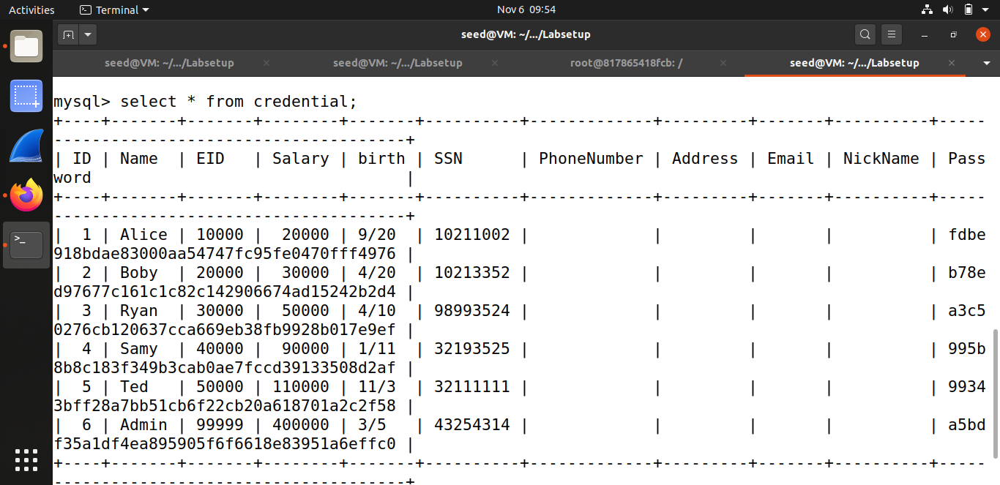 Activities Terminal Nov 6 09:54
seed@VM: ~/.../Labsetup
seed@VM: ~/.../Labsetup seed@VM: ~/.../Labsetup root@817865418fcb: / seed@VM: ~/.../Labsetup
mysql> select * from credential;
+----+-------+-------+--------+-------+----------+-------------+---------+-------+----------+-----
-------------------------------------+
| ID | Name  | EID   | Salary | birth | SSN      | PhoneNumber | Address | Email | NickName | Pass
word                                 |
+----+-------+-------+--------+-------+----------+-------------+---------+-------+----------+-----
-------------------------------------+
|  1 | Alice | 10000 |  20000 | 9/20  | 10211002 |             |         |       |          | fdbe
918bdae83000aa54747fc95fe0470fff4976 |
|  2 | Boby  | 20000 |  30000 | 4/20  | 10213352 |             |         |       |          | b78e
d97677c161c1c82c142906674ad15242b2d4 |
|  3 | Ryan  | 30000 |  50000 | 4/10  | 98993524 |             |         |       |          | a3c5
0276cb120637cca669eb38fb9928b017e9ef |
|  4 | Samy  | 40000 |  90000 | 1/11  | 32193525 |             |         |       |          | 995b
8b8c183f349b3cab0ae7fccd39133508d2af |
|  5 | Ted   | 50000 | 110000 | 11/3  | 32111111 |             |         |       |          | 9934
3bff28a7bb51cb6f22cb20a618701a2c2f58 |
|  6 | Admin | 99999 | 400000 | 3/5   | 43254314 |             |         |       |          | a5bd
f35a1df4ea895905f6f6618e83951a6effc0 |
+----+-------+-------+--------+-------+----------+-------------+---------+-------+----------+-----
-------------------------------------+